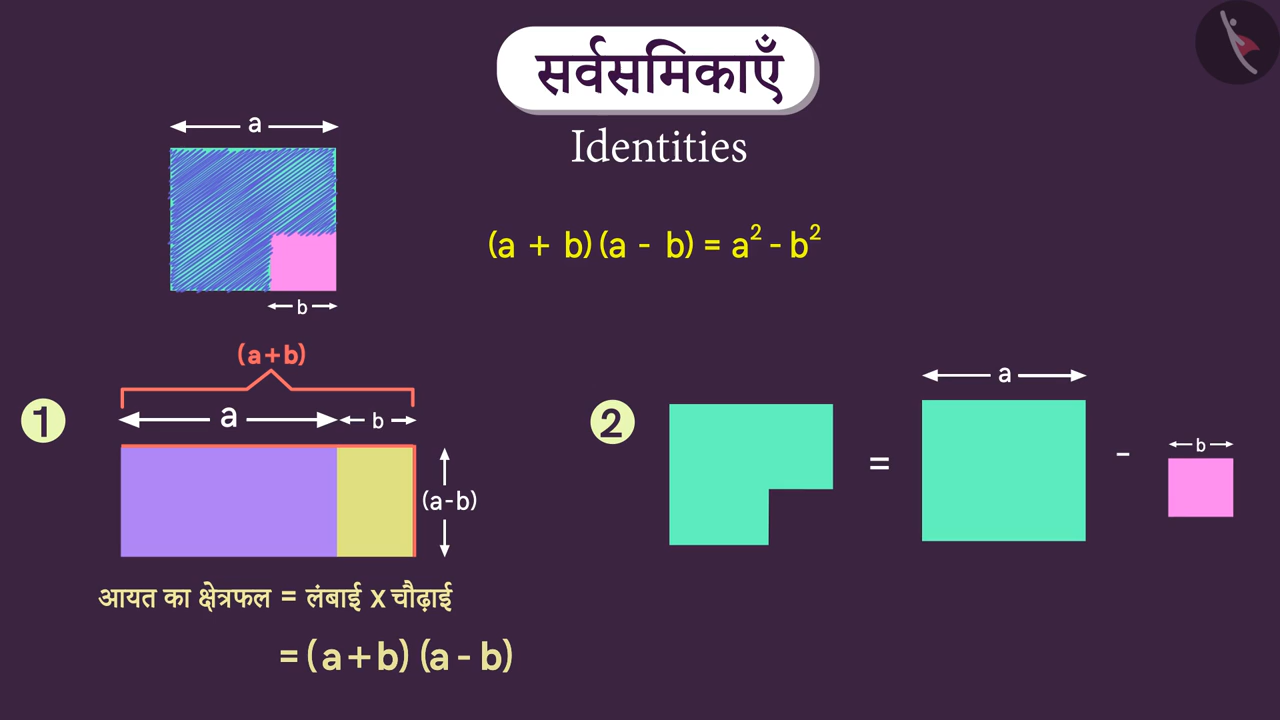 सर्वसमिकाएँ
Identities
a
b
(a + b) (a - b) = a² - b²
1
(a+b)
a
b
(a-b)
आयत का क्षेत्रफल = लंबाई x चौढ़ाई
= (a+b) (a - b)
2
=
a
-
b